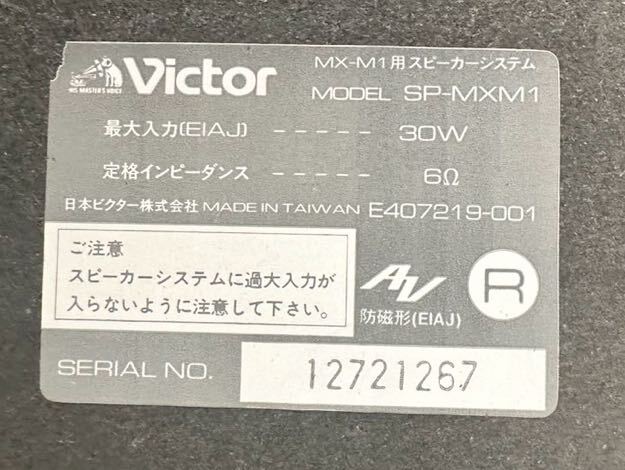 HIS MASTER'S VOICE
Victor
MX-M1用スピーカーシステム
MODEL SP-MXM1
最大入力(EIAJ) ----- 30W
定格インピーダンス ----- 6Ω
日本ビクター株式会社 MADE IN TAIWAN E407219-001
ご注意
スピーカーシステムに過大入力が
入らないように注意して下さい。
AV
防磁形(EIAJ)
R
SERIAL NO. 12721267